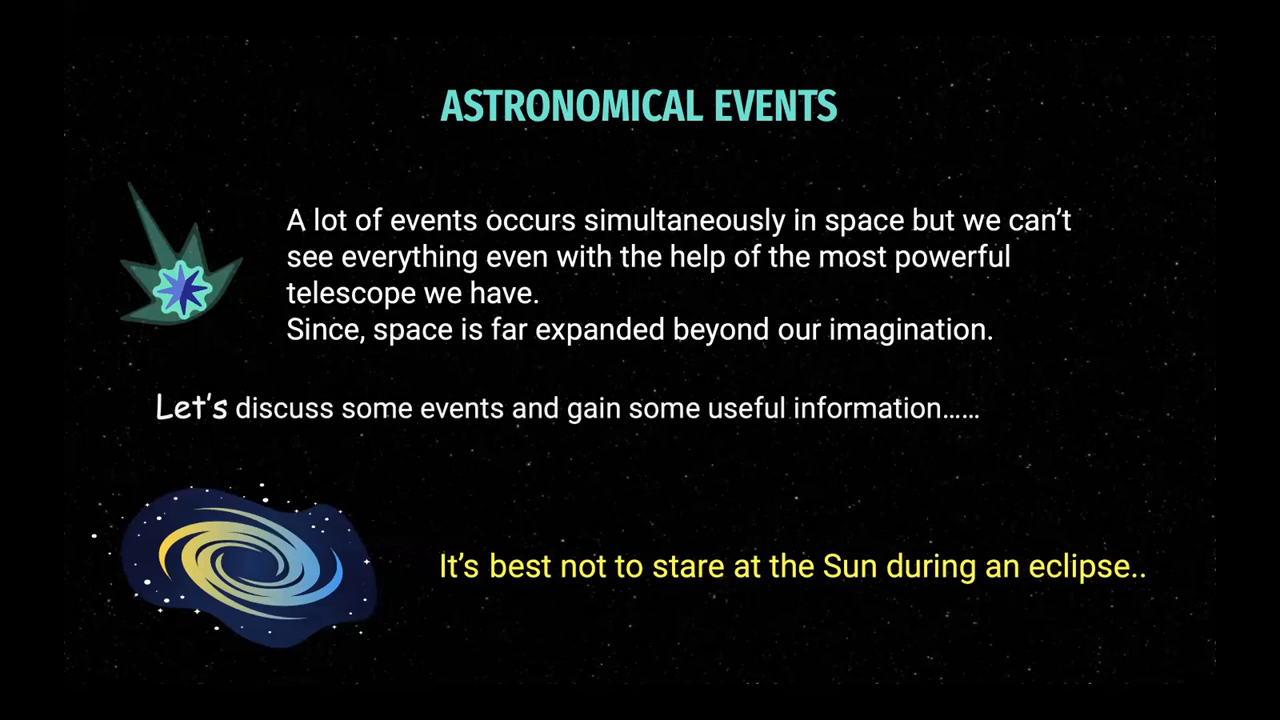 ASTRONOMICAL EVENTS
A lot of events occurs simultaneously in space but we can’t
see everything even with the help of the most powerful
telescope we have.
Since, space is far expanded beyond our imagination.
Let’s discuss some events and gain some useful information......
It’s best not to stare at the Sun during an eclipse..